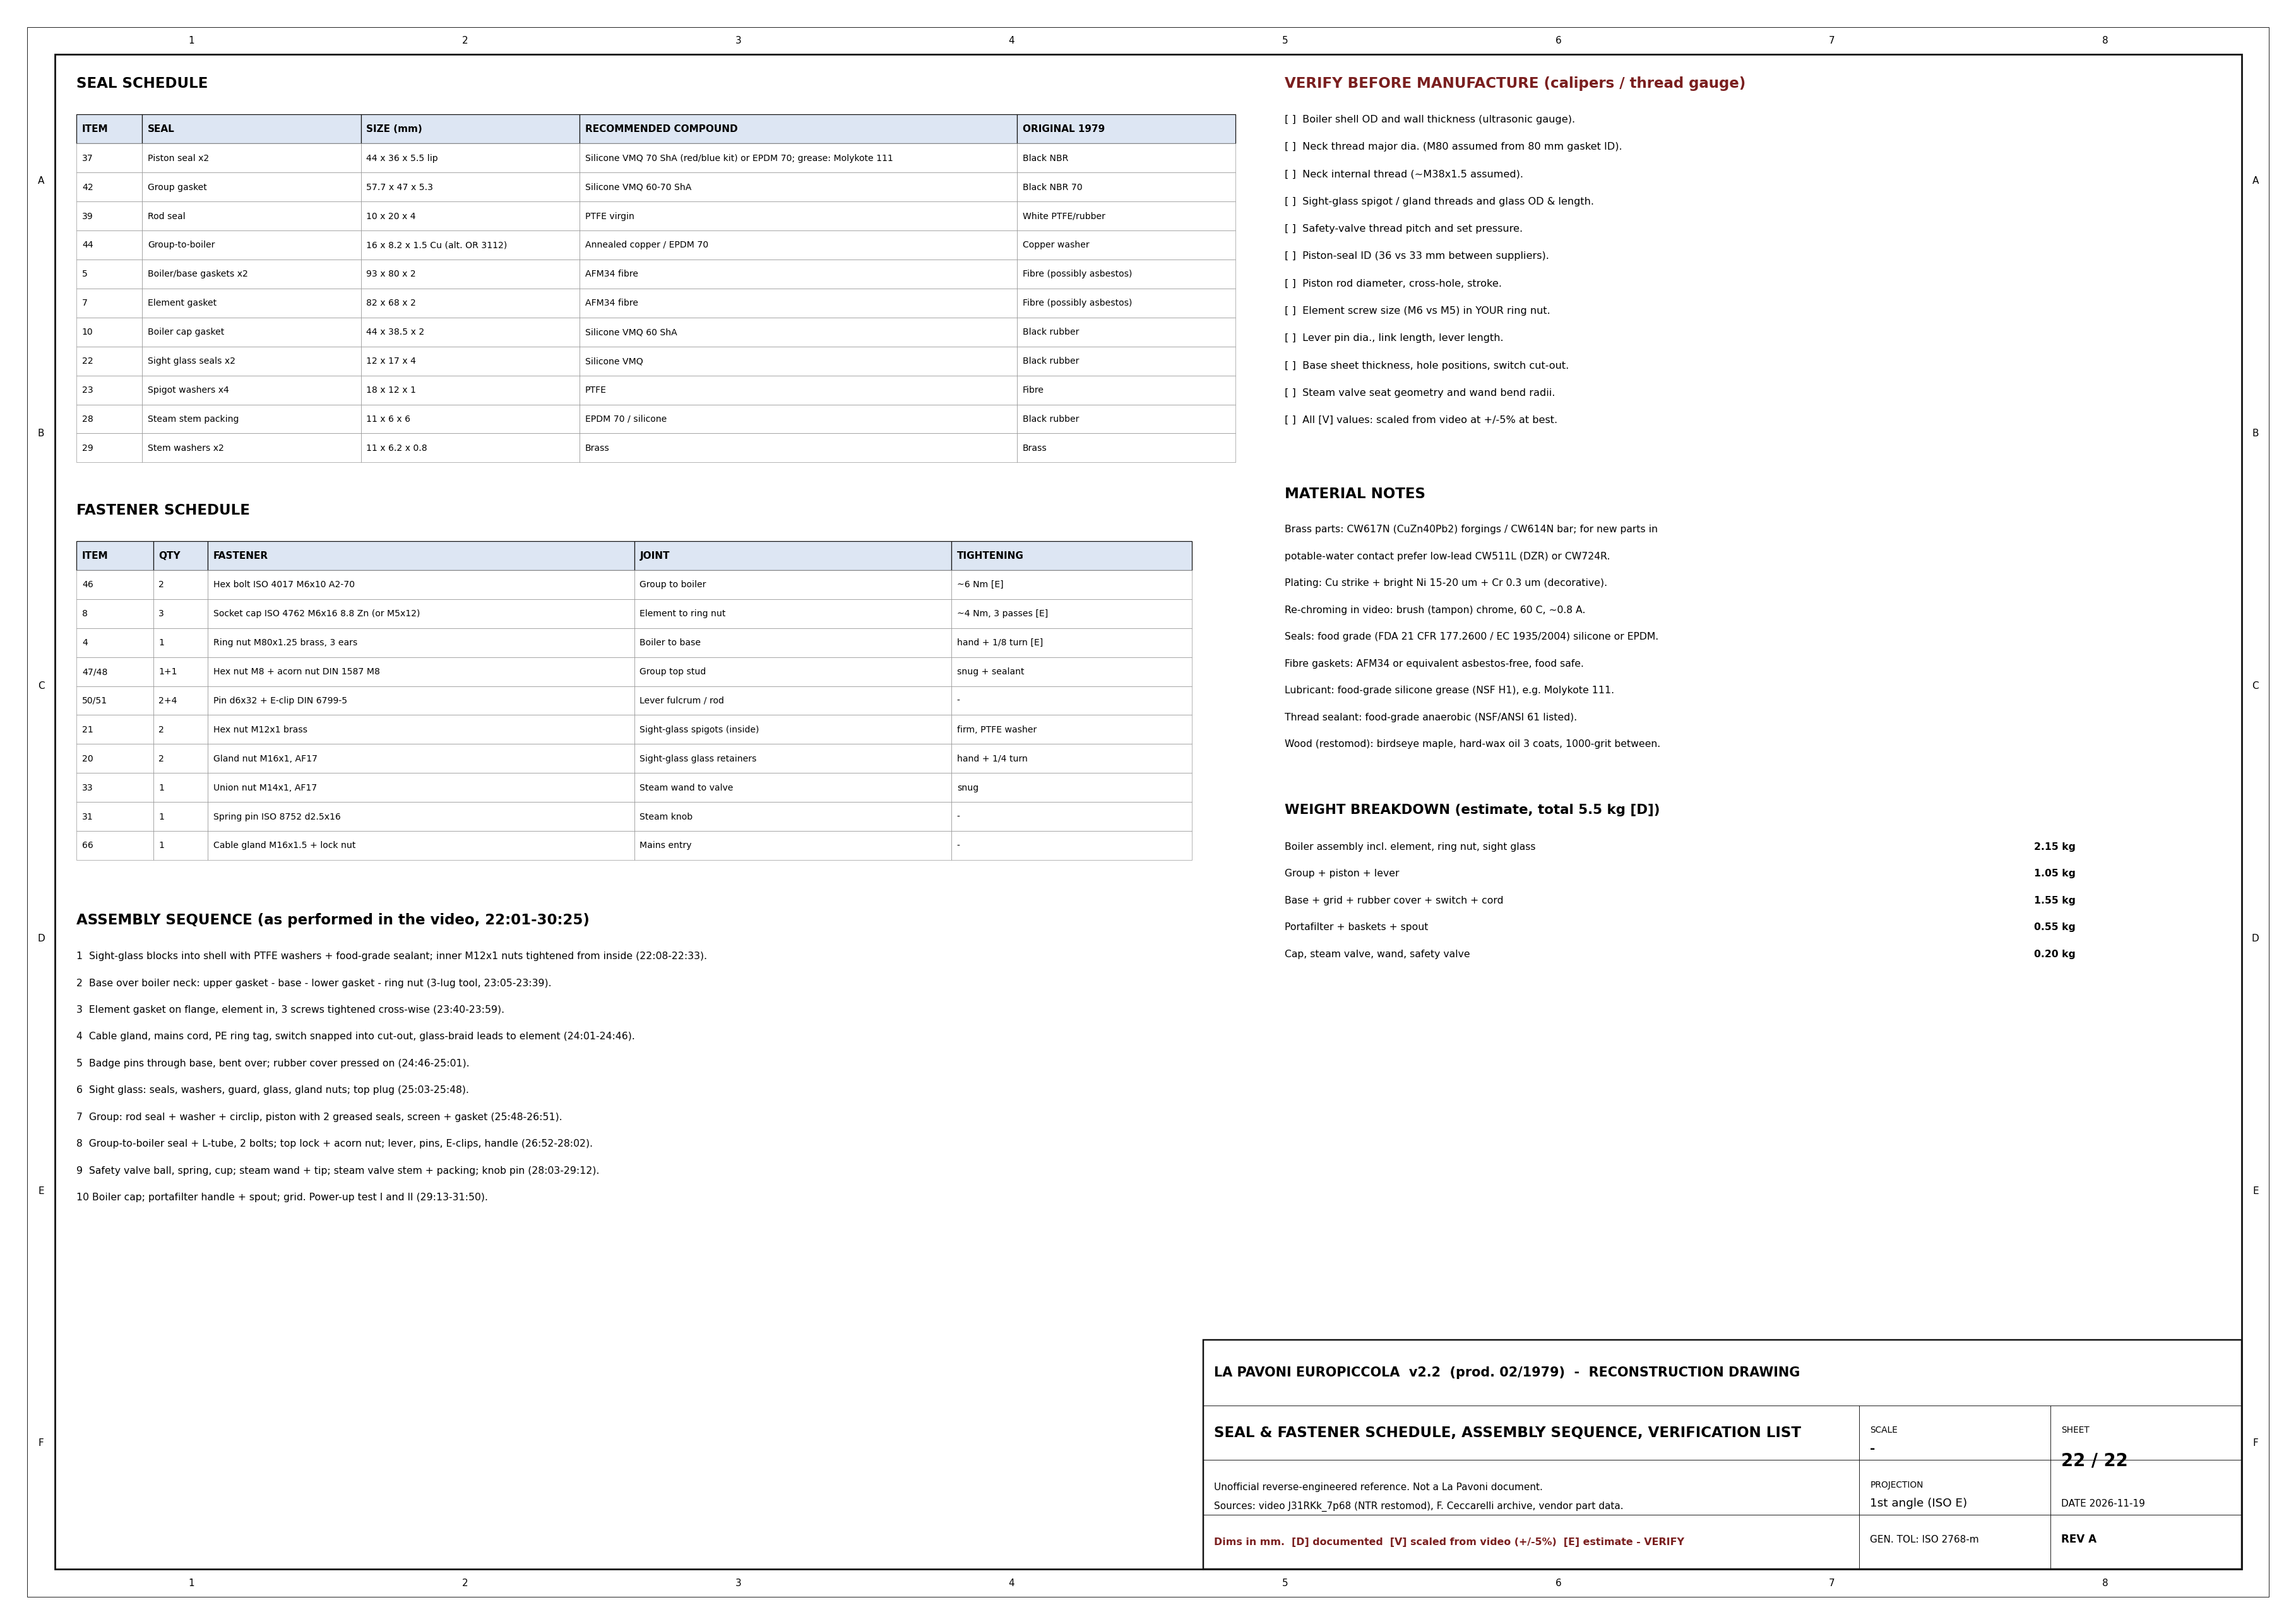 1 2 3 4 5 6 7 8
SEAL SCHEDULE
ITEM SEAL SIZE (mm) RECOMMENDED COMPOUND ORIGINAL 1979
37 Piston seal x2 44 x 36 x 5.5 lip Silicone VMQ 70 ShA (red/blue kit) or EPDM 70; grease: Molykote 111 Black NBR
42 Group gasket 57.7 x 47 x 5.3 Silicone VMQ 60-70 ShA Black NBR 70
39 Rod seal 10 x 20 x 4 PTFE virgin White PTFE/rubber
44 Group-to-boiler 16 x 8.2 x 1.5 Cu (alt. OR 3112) Annealed copper / EPDM 70 Copper washer
5 Boiler/base gaskets x2 93 x 80 x 2 AFM34 fibre Fibre (possibly asbestos)
7 Element gasket 82 x 68 x 2 AFM34 fibre Fibre (possibly asbestos)
10 Boiler cap gasket 44 x 38.5 x 2 Silicone VMQ 60 ShA Black rubber
22 Sight glass seals x2 12 x 17 x 4 Silicone VMQ Black rubber
23 Spigot washers x4 18 x 12 x 1 PTFE Fibre
28 Steam stem packing 11 x 6 x 6 EPDM 70 / silicone Black rubber
29 Stem washers x2 11 x 6.2 x 0.8 Brass Brass
FASTENER SCHEDULE
ITEM QTY FASTENER JOINT TIGHTENING
46 2 Hex bolt ISO 4017 M6x10 A2-70 Group to boiler ~6 Nm [E]
8 3 Socket cap ISO 4762 M6x16 8.8 Zn (or M5x12) Element to ring nut ~4 Nm, 3 passes [E]
4 1 Ring nut M80x1.25 brass, 3 ears Boiler to base hand + 1/8 turn [E]
47/48 1+1 Hex nut M8 + acorn nut DIN 1587 M8 Group top stud snug + sealant
50/51 2+4 Pin d6x32 + E-clip DIN 6799-5 Lever fulcrum / rod -
21 2 Hex nut M12x1 brass Sight-glass spigots (inside) firm, PTFE washer
20 2 Gland nut M16x1, AF17 Sight-glass glass retainers hand + 1/4 turn
33 1 Union nut M14x1, AF17 Steam wand to valve snug
31 1 Spring pin ISO 8752 d2.5x16 Steam knob -
66 1 Cable gland M16x1.5 + lock nut Mains entry -
ASSEMBLY SEQUENCE (as performed in the video, 22:01-30:25)
1 Sight-glass blocks into shell with PTFE washers + food-grade sealant; inner M12x1 nuts tightened from inside (22:08-22:33).
2 Base over boiler neck: upper gasket - base - lower gasket - ring nut (3-lug tool, 23:05-23:39).
3 Element gasket on flange, element in, 3 screws tightened cross-wise (23:40-23:59).
4 Cable gland, mains cord, PE ring tag, switch snapped into cut-out, glass-braid leads to element (24:01-24:46).
5 Badge pins through base, bent over; rubber cover pressed on (24:46-25:01).
6 Sight glass: seals, washers, guard, glass, gland nuts; top plug (25:03-25:48).
7 Group: rod seal + washer + circlip, piston with 2 greased seals, screen + gasket (25:48-26:51).
8 Group-to-boiler seal + L-tube, 2 bolts; top lock + acorn nut; lever, pins, E-clips, handle (26:52-28:02).
9 Safety valve ball, spring, cup; steam wand + tip; steam valve stem + packing; knob pin (28:03-29:12).
10 Boiler cap; portafilter handle + spout; grid. Power-up test I and II (29:13-31:50).
VERIFY BEFORE MANUFACTURE (calipers / thread gauge)
[ ] Boiler shell OD and wall thickness (ultrasonic gauge).
[ ] Neck thread major dia. (M80 assumed from 80 mm gasket ID).
[ ] Neck internal thread (~M38x1.5 assumed).
[ ] Sight-glass spigot / gland threads and glass OD & length.
[ ] Safety-valve thread pitch and set pressure.
[ ] Piston-seal ID (36 vs 33 mm between suppliers).
[ ] Piston rod diameter, cross-hole, stroke.
[ ] Element screw size (M6 vs M5) in YOUR ring nut.
[ ] Lever pin dia., link length, lever length.
[ ] Base sheet thickness, hole positions, switch cut-out.
[ ] Steam valve seat geometry and wand bend radii.
[ ] All [V] values: scaled from video at +/-5% at best.
MATERIAL NOTES
Brass parts: CW617N (CuZn40Pb2) forgings / CW614N bar; for new parts in
potable-water contact prefer low-lead CW511L (DZR) or CW724R.
Plating: Cu strike + bright Ni 15-20 um + Cr 0.3 um (decorative).
Re-chroming in video: brush (tampon) chrome, 60 C, ~0.8 A.
Seals: food grade (FDA 21 CFR 177.2600 / EC 1935/2004) silicone or EPDM.
Fibre gaskets: AFM34 or equivalent asbestos-free, food safe.
Lubricant: food-grade silicone grease (NSF H1), e.g. Molykote 111.
Thread sealant: food-grade anaerobic (NSF/ANSI 61 listed).
Wood (restomod): birdseye maple, hard-wax oil 3 coats, 1000-grit between.
WEIGHT BREAKDOWN (estimate, total 5.5 kg [D])
Boiler assembly incl. element, ring nut, sight glass 2.15 kg
Group + piston + lever 1.05 kg
Base + grid + rubber cover + switch + cord 1.55 kg
Portafilter + baskets + spout 0.55 kg
Cap, steam valve, wand, safety valve 0.20 kg
A A
B B
C C
D D
E E
F F
LA PAVONI EUROPICCOLA v2.2 (prod. 02/1979) - RECONSTRUCTION DRAWING
SEAL & FASTENER SCHEDULE, ASSEMBLY SEQUENCE, VERIFICATION LIST
SCALE
-
SHEET
22 / 22
Unofficial reverse-engineered reference. Not a La Pavoni document.
Sources: video J31RKk_7p68 (NTR restomod), F. Ceccarelli archive, vendor part data.
PROJECTION
1st angle (ISO E)
DATE 2026-11-19
Dims in mm. [D] documented [V] scaled from video (+/-5%) [E] estimate - VERIFY
GEN. TOL: ISO 2768-m
REV A
1 2 3 4 5 6 7 8